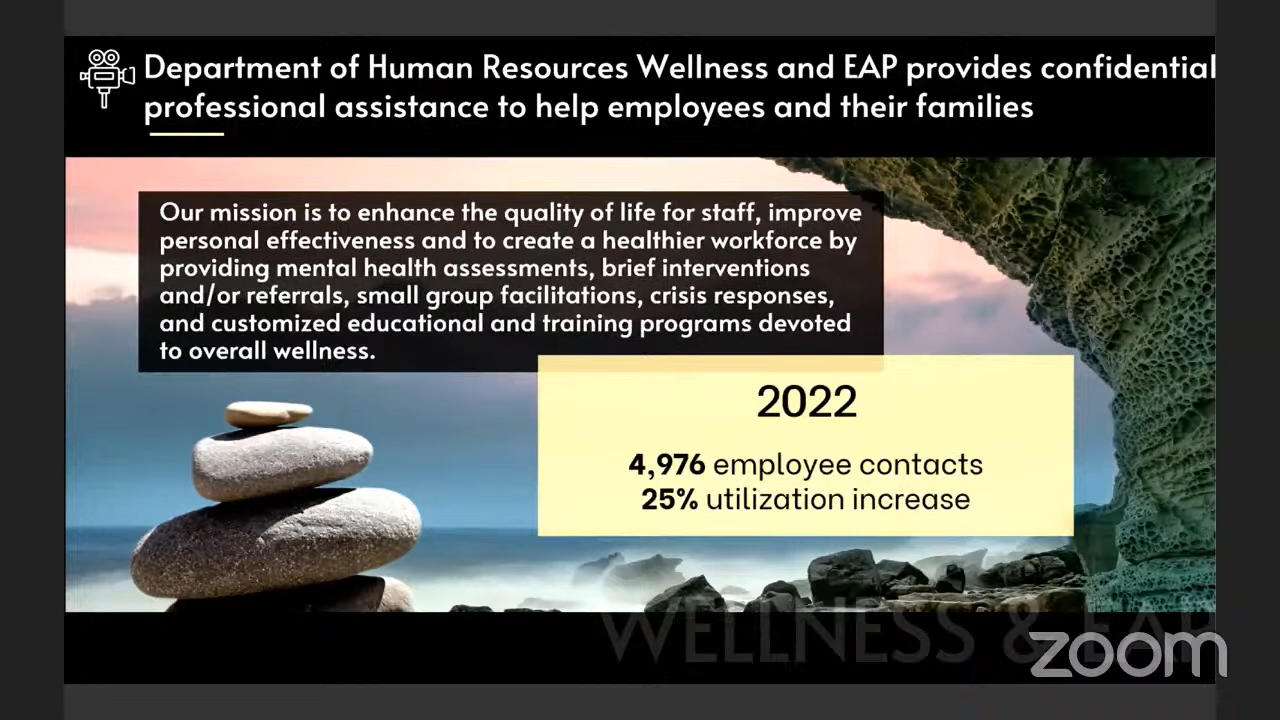 Department of Human Resources Wellness and EAP provides confidential
professional assistance to help employees and their families
Our mission is to enhance the quality of life for staff, improve
personal effectiveness and to create a healthier workforce by
providing mental health assessments, brief interventions
and/or referrals, small group facilitations, crisis responses,
and customized educational and training programs devoted
to overall wellness.
2022
4,976 employee contacts
25% utilization increase
WELLNESS & EAP
zoom